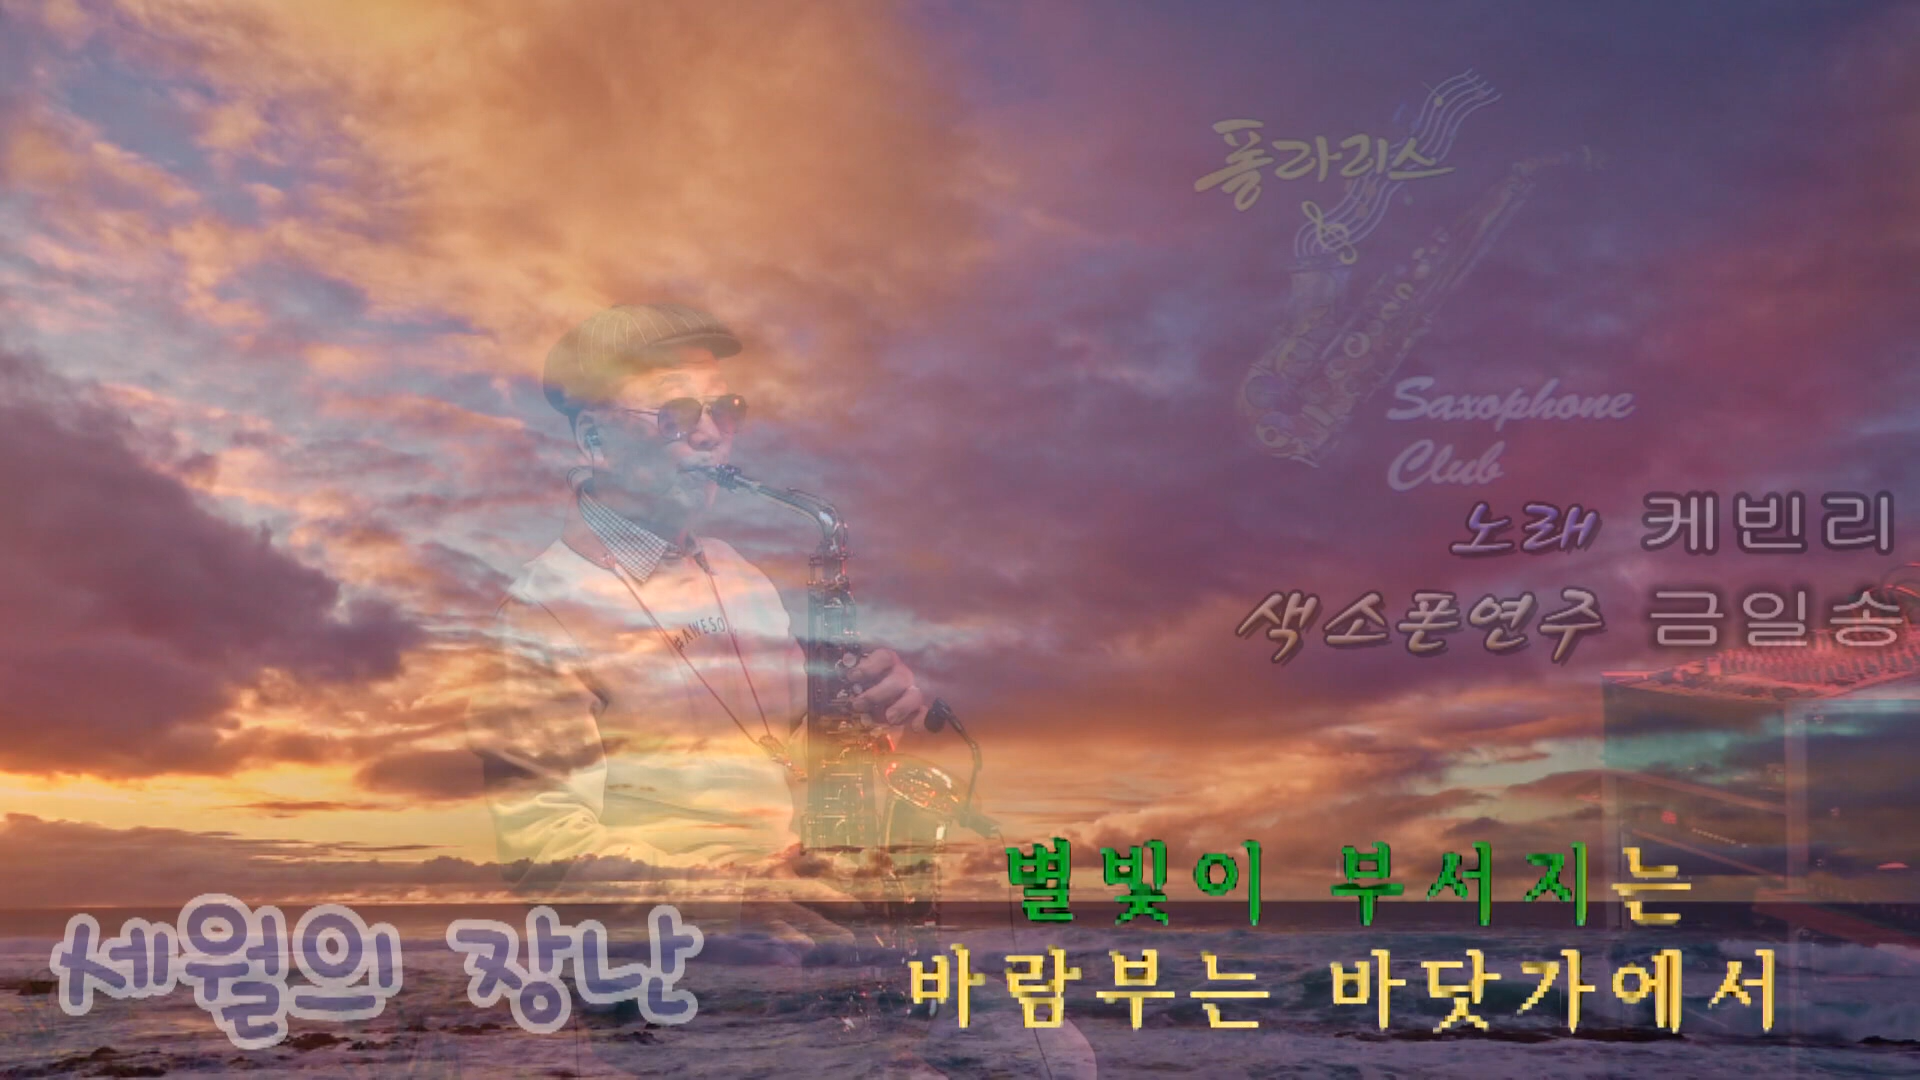 퐁라리스
Saxophone
Club
노래 케빈리
색소폰연주 금일송
#AWESO
별빛이 부서지는
바람부는 바닷가에서
세월의 장난